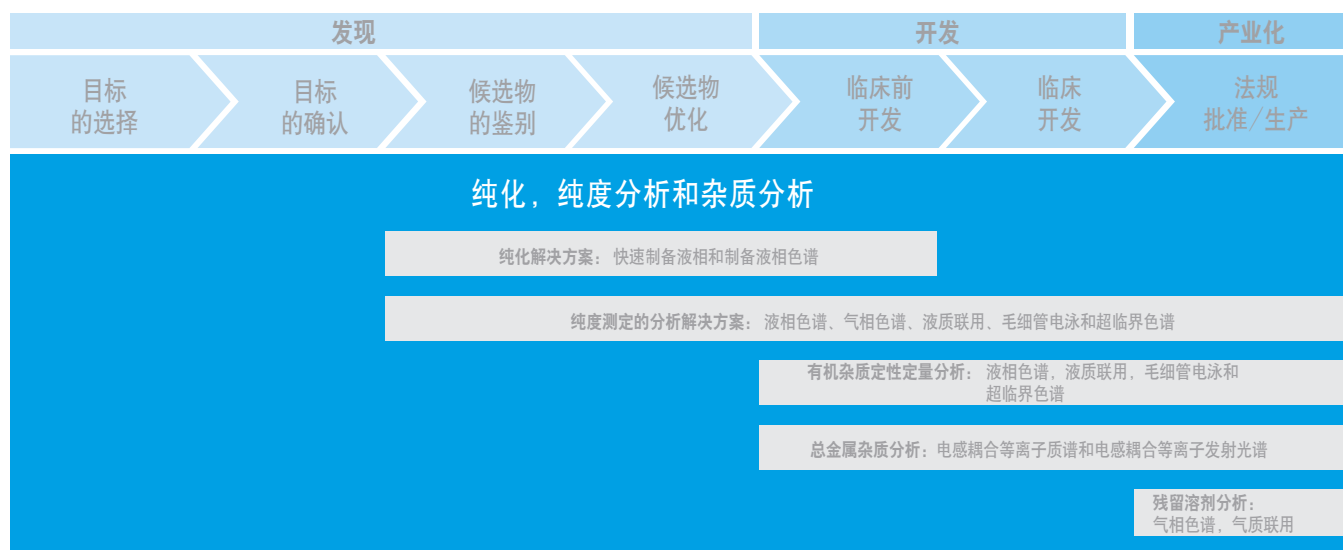 发现
开发
产业化
目标
的选择
目标
的确认
候选物
的鉴别
候选物
优化
临床前
开发
临床
开发
法规
批准/生产
纯化，纯度分析和杂质分析
纯化解决方案：快速制备液相和制备液相色谱
纯度测定的分析解决方案：液相色谱、气相色谱、液质联用、毛细管电泳和超临界色谱
有机杂质定性定量分析：液相色谱，液质联用，毛细管电泳和
超临界色谱
总金属杂质分析：电感耦合等离子质谱和电感耦合等离子发射光谱
残留溶剂分析：
气相色谱，气质联用